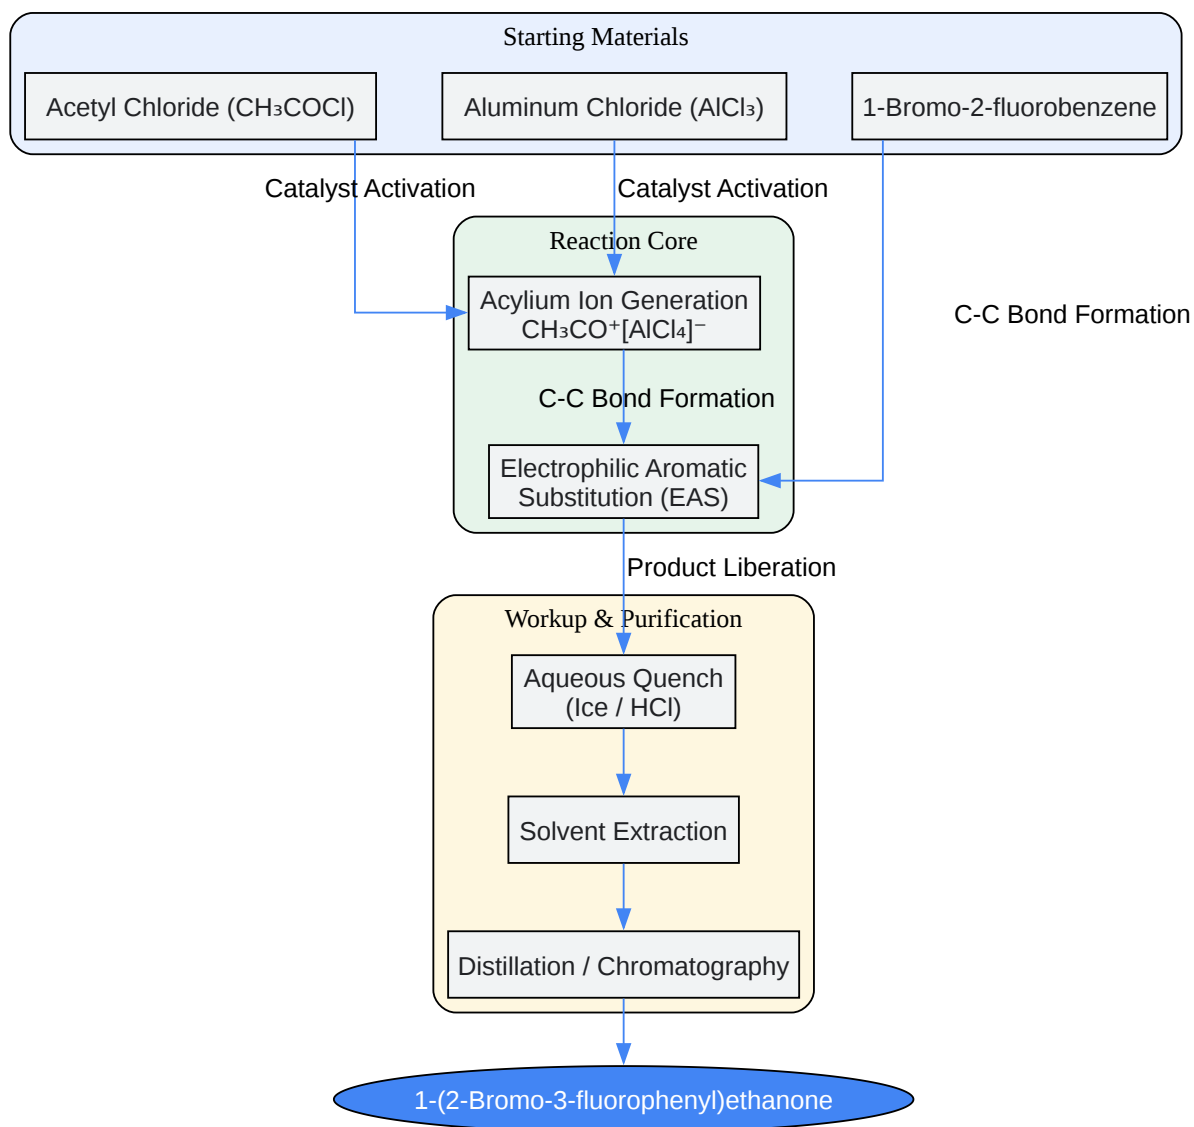 Starting Materials
Acetyl Chloride (CH₃COCl)
Aluminum Chloride (AlCl₃)
1-Bromo-2-fluorobenzene
Catalyst Activation
Catalyst Activation
Reaction Core
Acylium Ion Generation
CH₃CO⁺[AlCl₄]⁻
C-C Bond Formation
C-C Bond Formation
Electrophilic Aromatic
Substitution (EAS)
Product Liberation
Workup & Purification
Aqueous Quench
(Ice / HCl)
Solvent Extraction
Distillation / Chromatography
1-(2-Bromo-3-fluorophenyl)ethanone